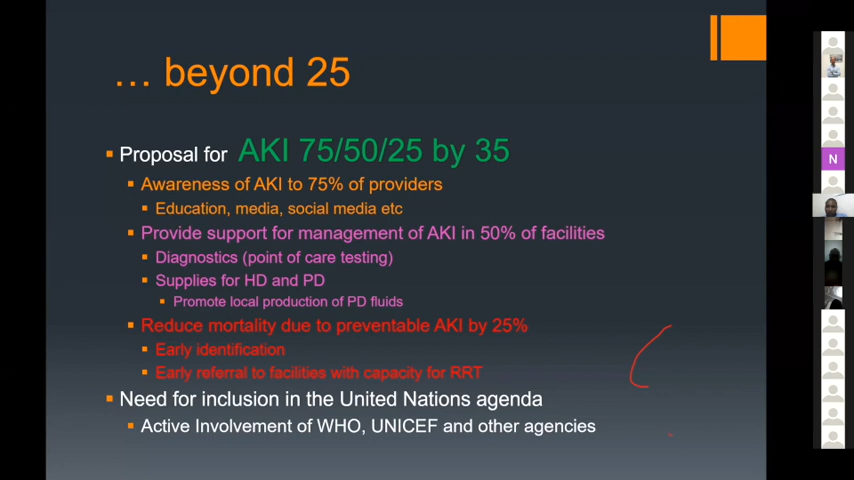 ... beyond 25
Proposal for AKI 75/50/25 by 35
Awareness of AKI to 75% of providers
Education, media, social media etc
Provide support for management of AKI in 50% of facilities
Diagnostics (point of care testing)
Supplies for HD and PD
Promote local production of PD fluids
Reduce mortality due to preventable AKI by 25%
Early identification
Early referral to facilities with capacity for RRT
Need for inclusion in the United Nations agenda
Active Involvement of WHO, UNICEF and other agencies
N